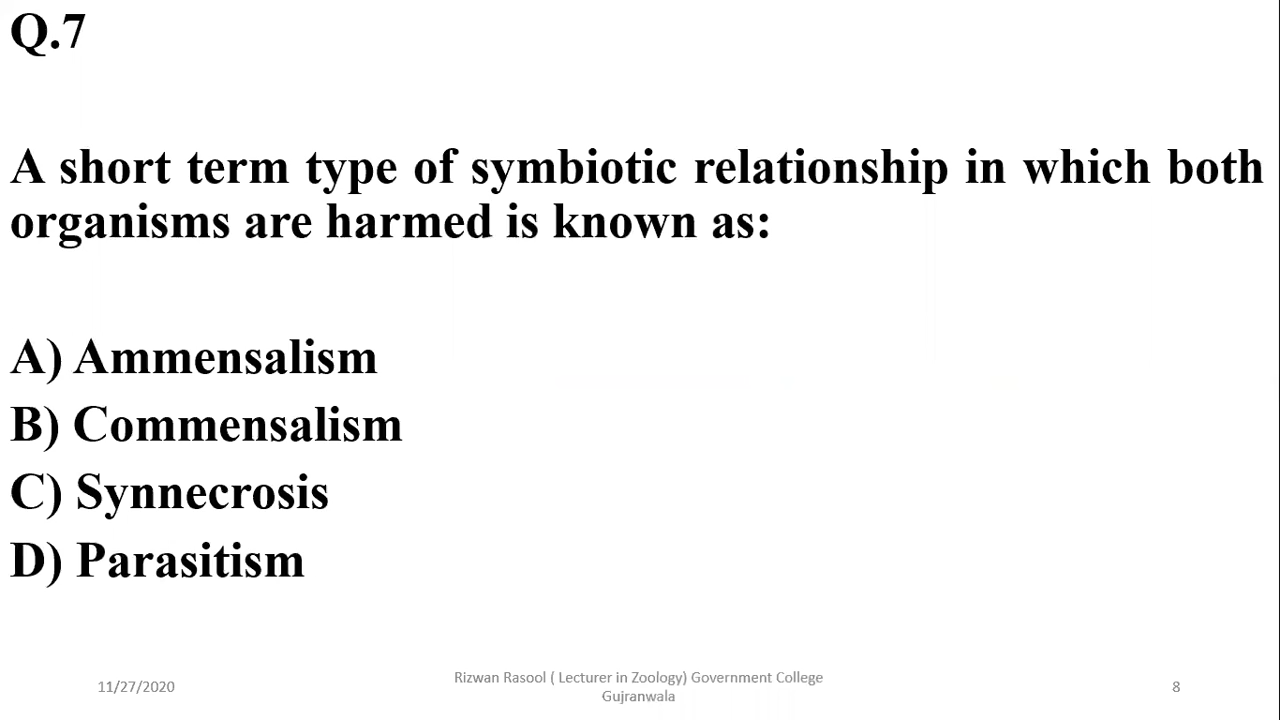 Q.7
A short term type of symbiotic relationship in which both
organisms are harmed is known as:
A) Ammensalism
B) Commensalism
C) Synnecrosis
D) Parasitism
11/27/2020
Rizwan Rasool ( Lecturer in Zoology) Government College
Gujranwala
8